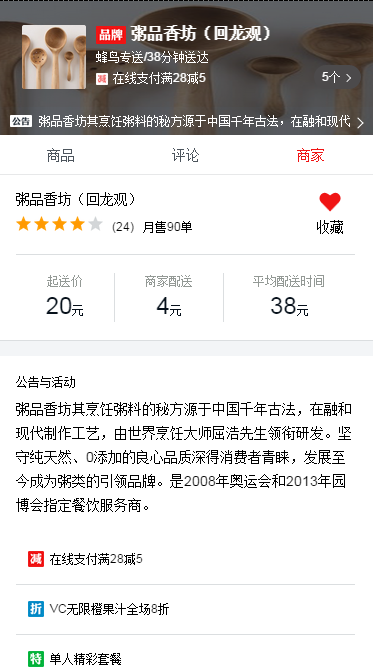 品牌 粥品香坊（回龙观）
蜂鸟专送/38分钟送达
减 在线支付满28减5 5个
公告 粥品香坊其烹饪粥料的秘方源于中国千年古法，在融和现代
商品 评论 商家
粥品香坊（回龙观）
(24) 月售90单 收藏
起送价 商家配送 平均配送时间
20元 4元 38元
公告与活动
粥品香坊其烹饪粥料的秘方源于中国千年古法，在融和
现代制作工艺，由世界烹饪大师屈浩先生领衔研发。坚
守纯天然、0添加的良心品质深得消费者青睐，发展至
今成为粥类的引领品牌。是2008年奥运会和2013年园
博会指定餐饮服务商。
减 在线支付满28减5
折 VC无限橙果汁全场8折
特 单人精彩套餐